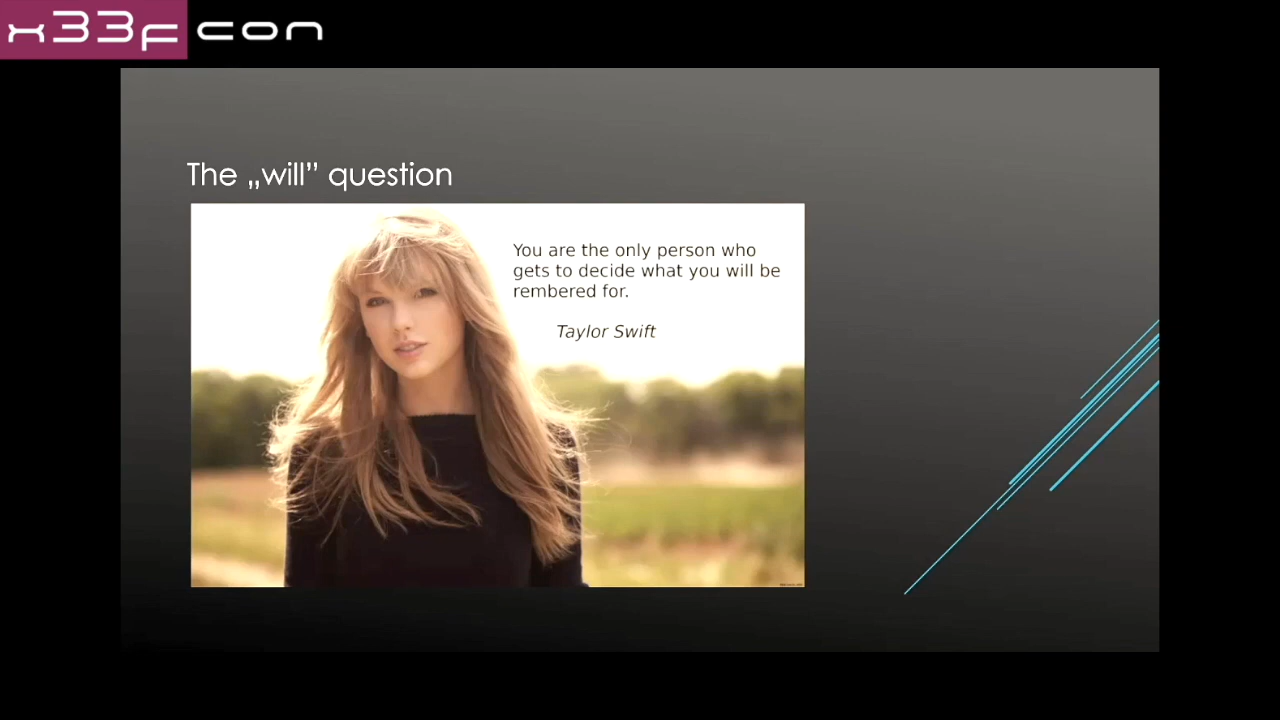 x33fcon
The „will” question
You are the only person who
gets to decide what you will be
rembered for.
Taylor Swift